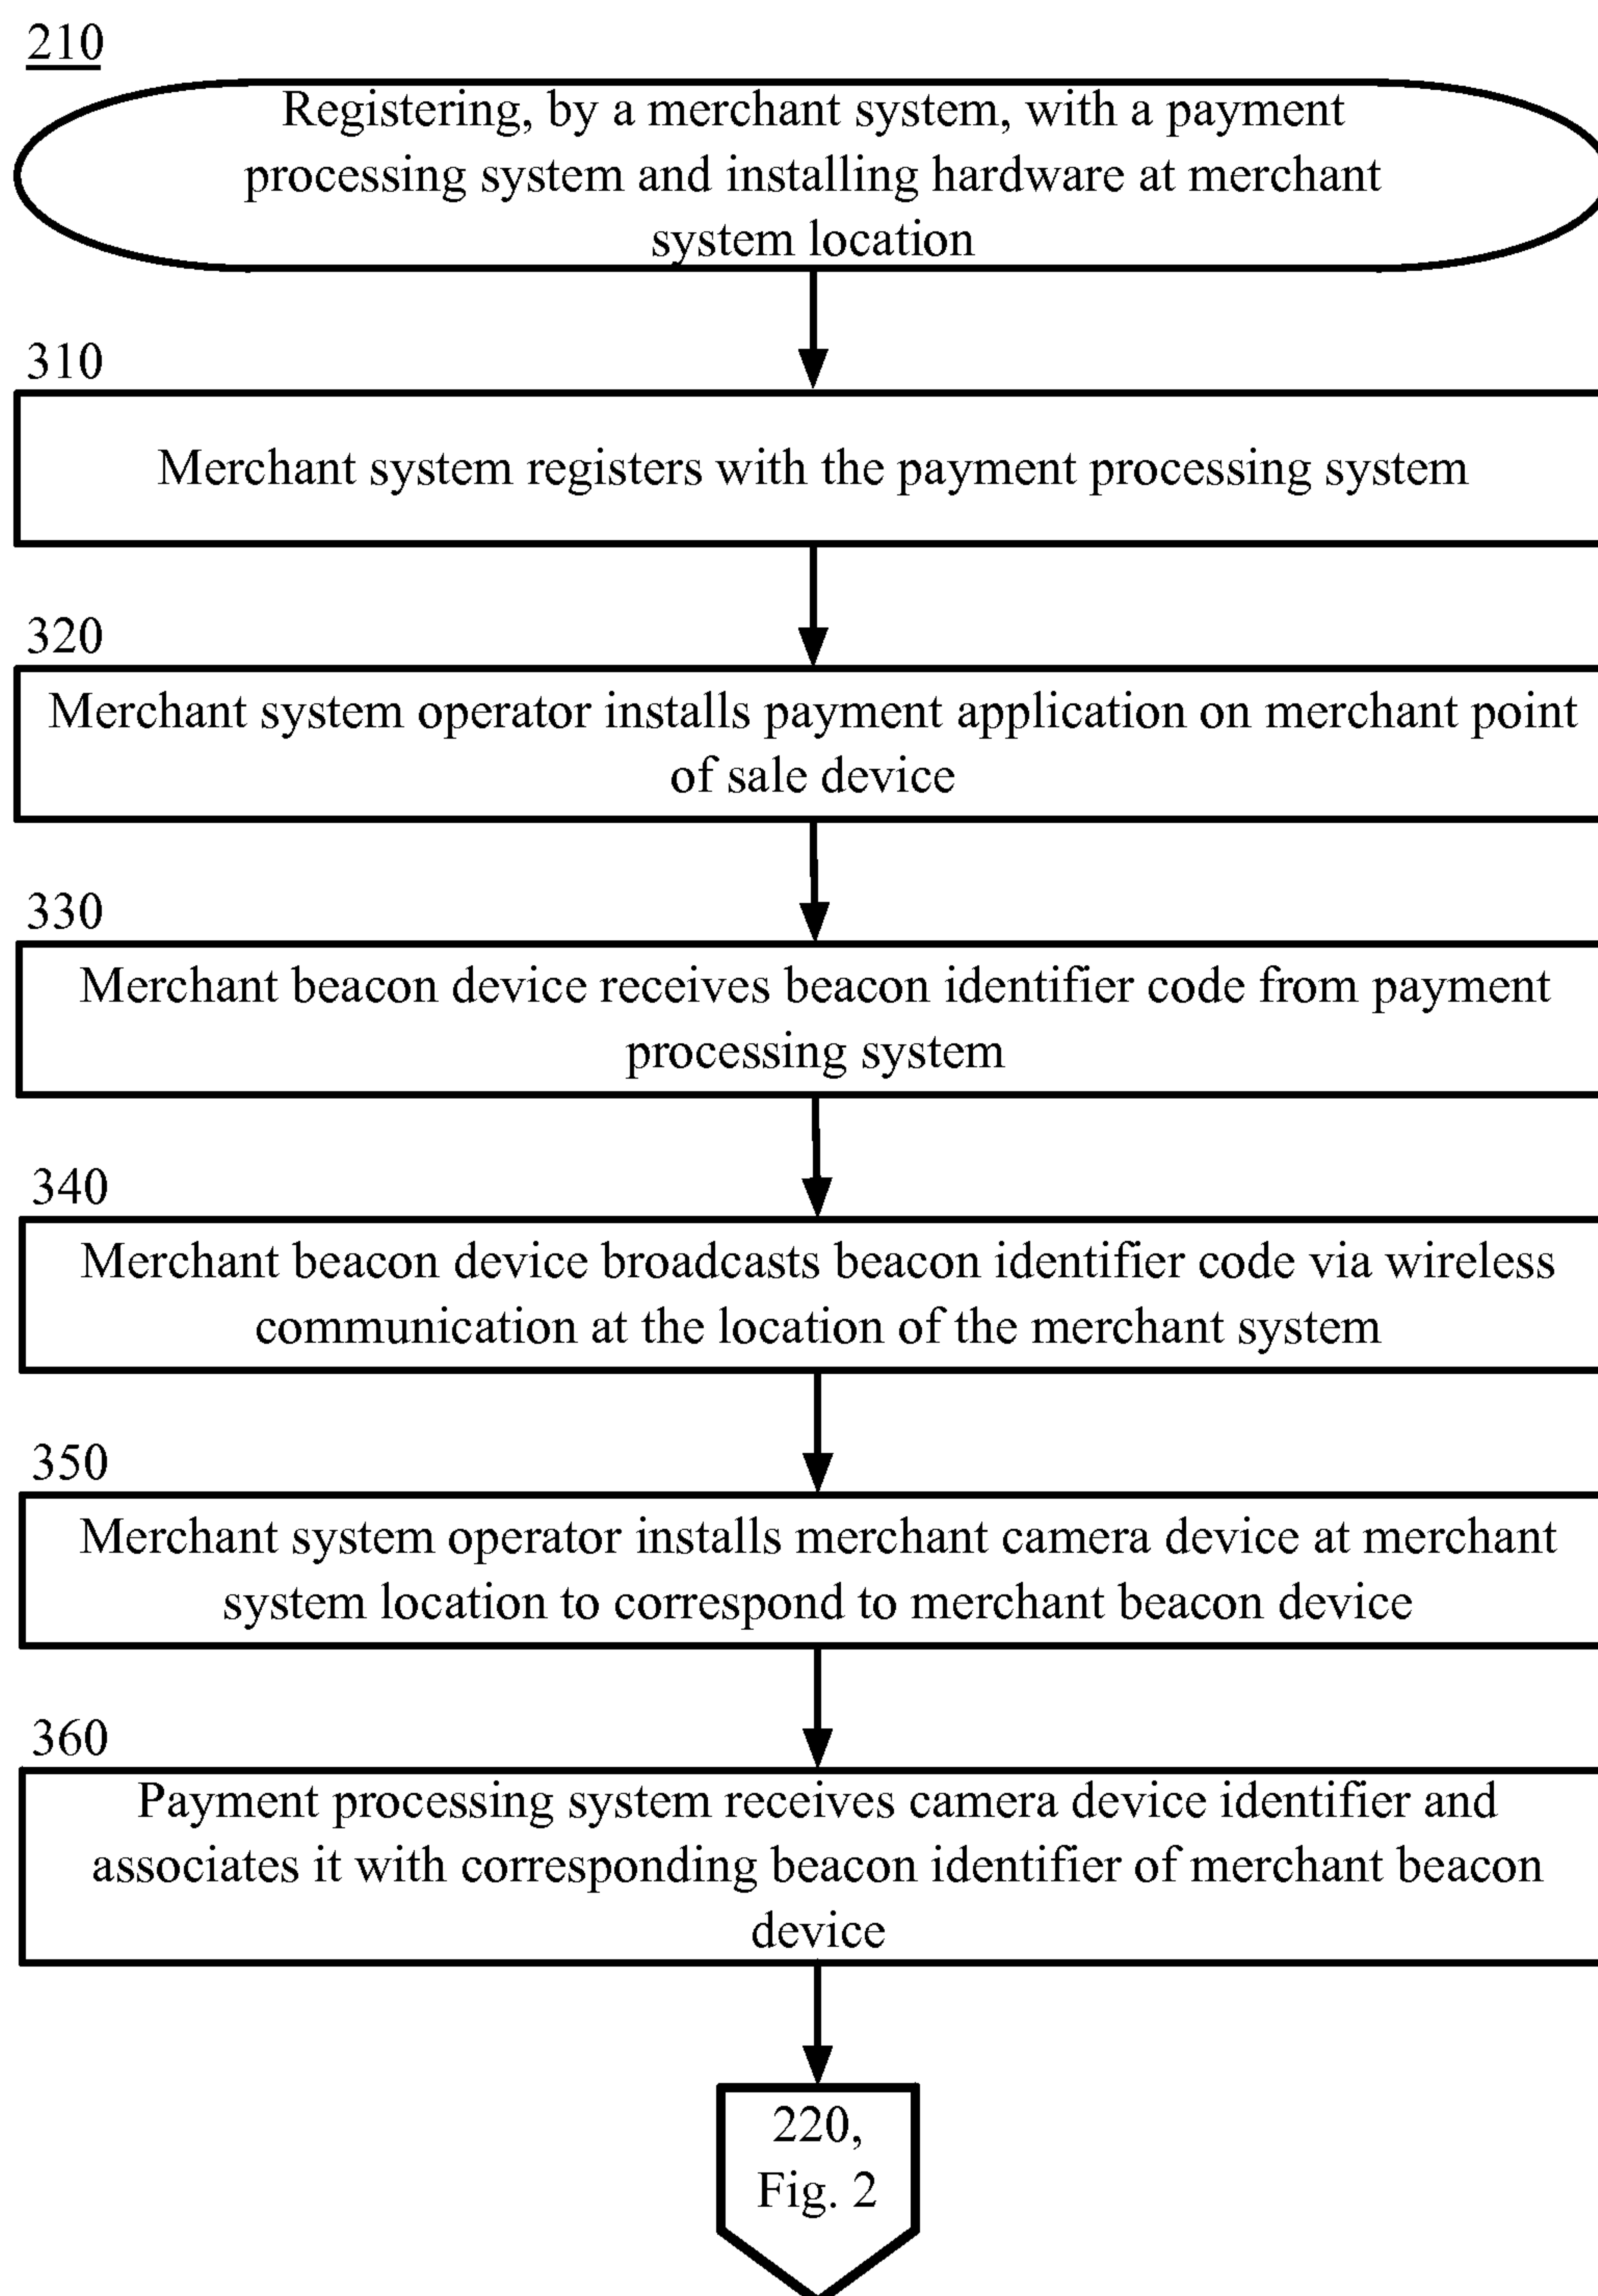 210
Registering, by a merchant system, with a payment
processing system and installing hardware at merchant
system location
310
Merchant system registers with the payment processing system
320
Merchant system operator installs payment application on merchant point
of sale device
330
Merchant beacon device receives beacon identifier code from payment
processing system
340
Merchant beacon device broadcasts beacon identifier code via wireless
communication at the location of the merchant system
350
Merchant system operator installs merchant camera device at merchant
system location to correspond to merchant beacon device
360
Payment processing system receives camera device identifier and
associates it with corresponding beacon identifier of merchant beacon
device
220,
Fig. 2